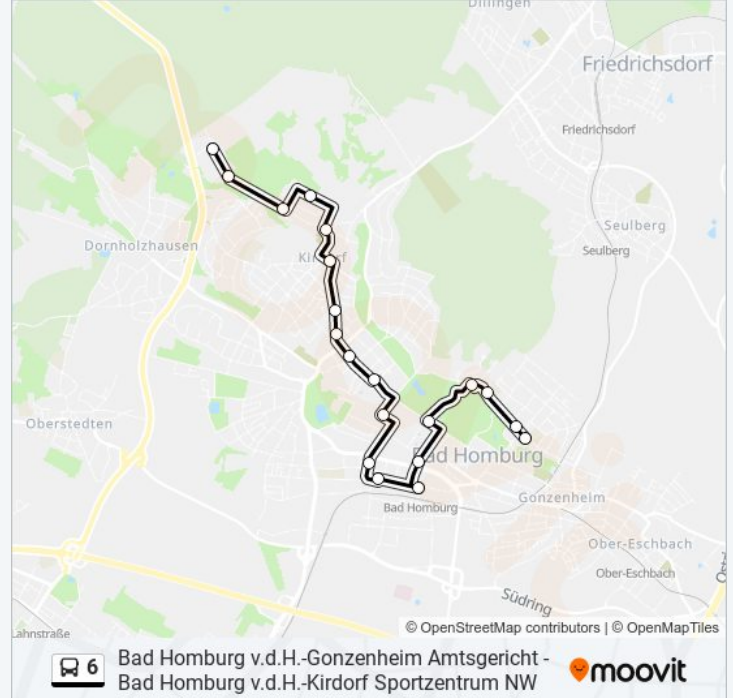 Dillingen
Friedrichsdorf
Friedrichsdorf
Seulberg
Dornholzhausen
Seulberg
Kirdorf
Oberstedten
Bad Homburg
Gonzenheim
Bad Homburg
Ober-Eschbach
Ober-Eschbach
Südring
© OpenStreetMap contributors | © OpenMapTiles
6
Bad Homburg v.d.H.-Gonzenheim Amtsgericht -
Bad Homburg v.d.H.-Kirdorf Sportzentrum NW
moovit